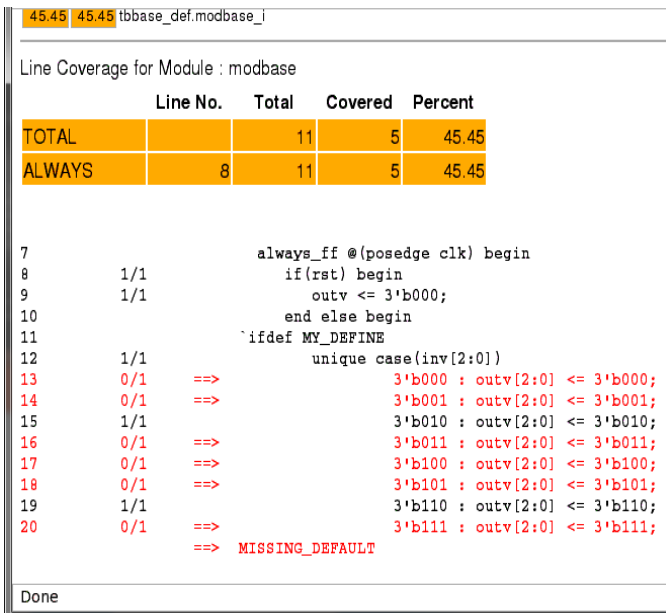 45.45 45.45 tbbase_def.modbase_i
Line Coverage for Module : modbase
Line No. Total Covered Percent
TOTAL 11 5 45.45
ALWAYS 8 11 5 45.45
7 always_ff @(posedge clk) begin
8 1/1 if(rst) begin
9 1/1 outv <= 3'b000;
10 end else begin
11 `ifdef MY_DEFINE
12 1/1 unique case(inv[2:0])
13 0/1 ==> 3'b000 : outv[2:0] <= 3'b000;
14 0/1 ==> 3'b001 : outv[2:0] <= 3'b001;
15 1/1 3'b010 : outv[2:0] <= 3'b010;
16 0/1 ==> 3'b011 : outv[2:0] <= 3'b011;
17 0/1 ==> 3'b100 : outv[2:0] <= 3'b100;
18 0/1 ==> 3'b101 : outv[2:0] <= 3'b101;
19 1/1 3'b110 : outv[2:0] <= 3'b110;
20 0/1 ==> 3'b111 : outv[2:0] <= 3'b111;
==> MISSING_DEFAULT
Done